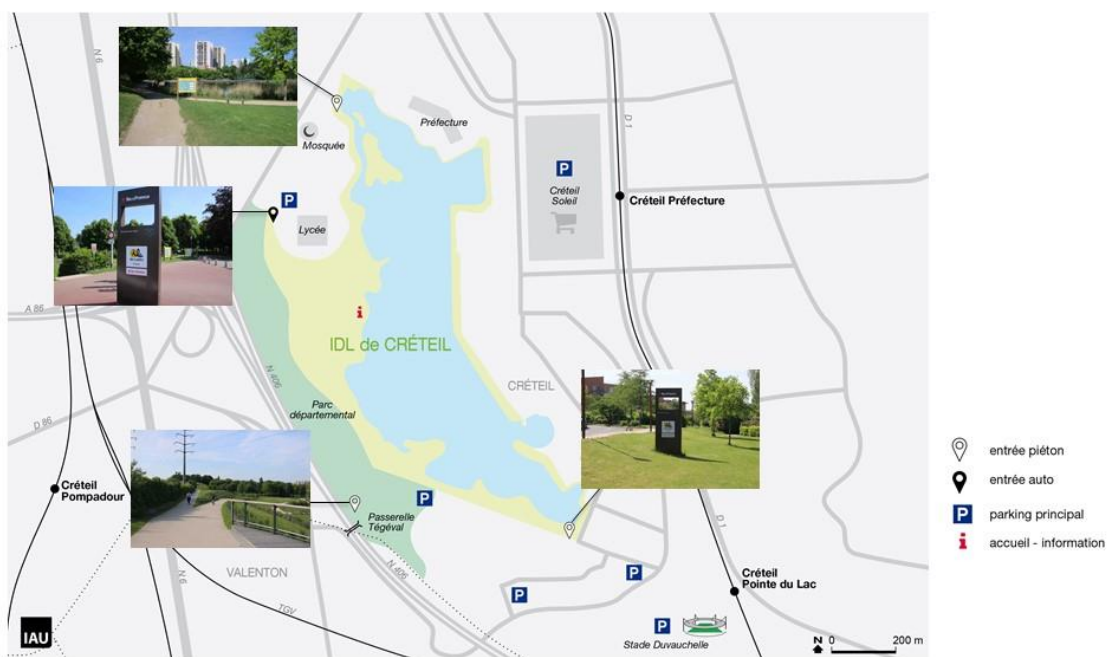 N 6
Mosquée
Préfecture
D 1
P
Créteil
Soleil
Créteil Préfecture
P
Lycée
A 86
i
IDL de CRÉTEIL
N 406
CRÉTEIL
Parc
départemental
D 86
Créteil
Pompadour
P
Passerelle
Tégéval
N 406
D 1
VALENTON
N 6
TGV
Créteil
Pointe du Lac
P
P
P
Stade Duvauchelle
IAU
N 0 200 m
entrée piéton
entrée auto
P parking principal
i accueil - information